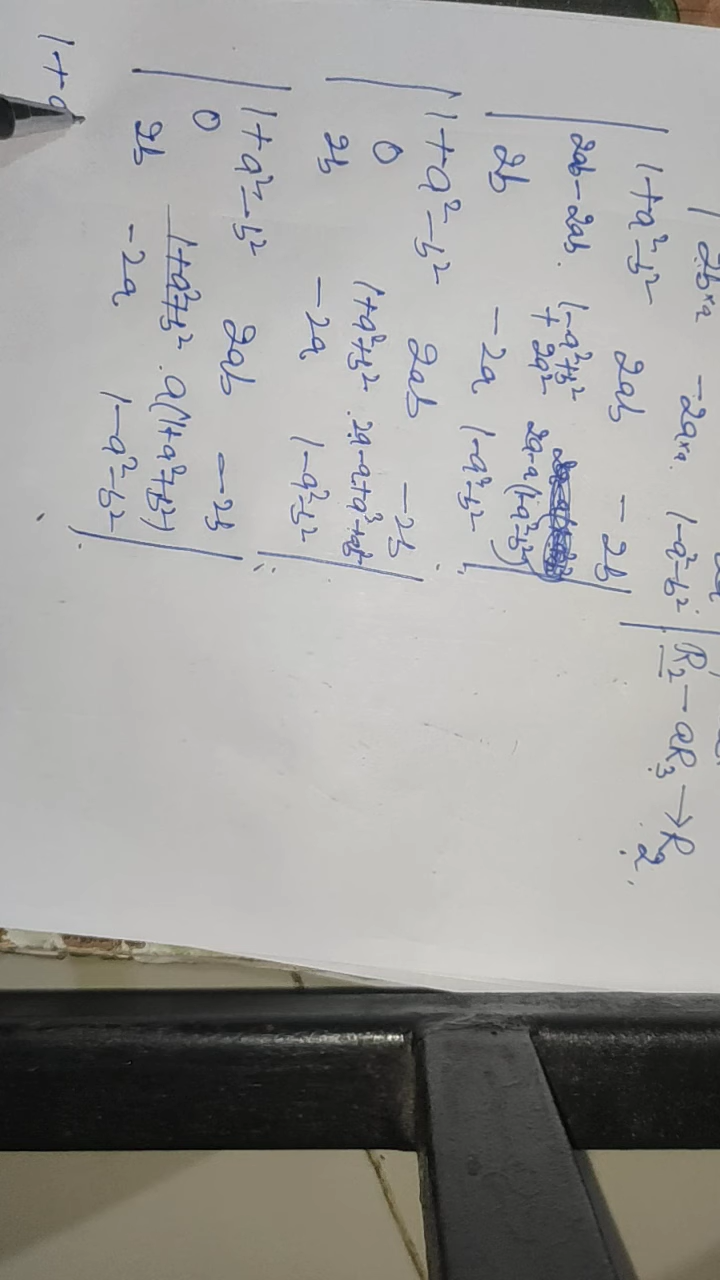 2b×a -2a×a 1-a²-b² | R₂ - aR₃ → R₂
| 1+a²-b² 2ab -2b
2ab-2ab 1-a²+b² + 2a² 2a-a(1-a²-b²)
2b -2a 1-a²-b² |
| 1+a²-b² 2ab -2b
0 1+a²+b² 2a-a+a³+ab²
2b -2a 1-a²-b² |
| 1+a²-b² 2ab -2b
0 1+a²+b² a(1+a²+b²)
2b -2a 1-a²-b² |
1+a